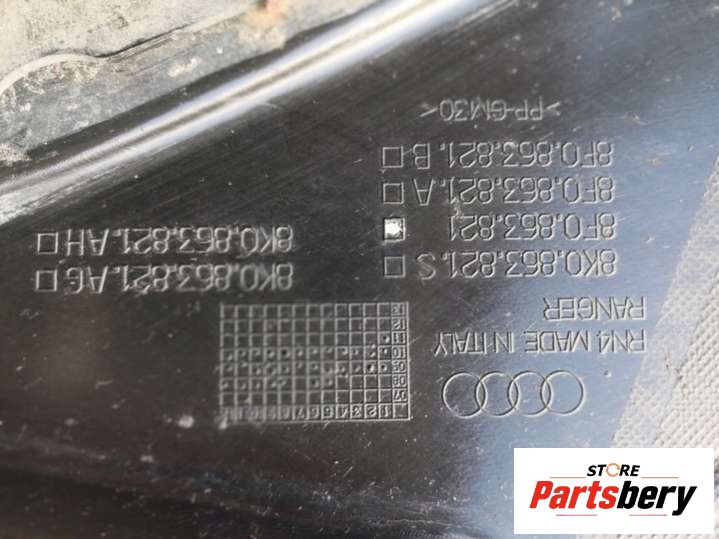 RN4 MADE IN ITALY
RANGER
8K0.863.821.S
8F0.863.821
8F0.863.821.A
8F0.863.821.B
>PP-GM30<
8K0.863.821.AG
8K0.863.821.AH
STORE
Partsbery